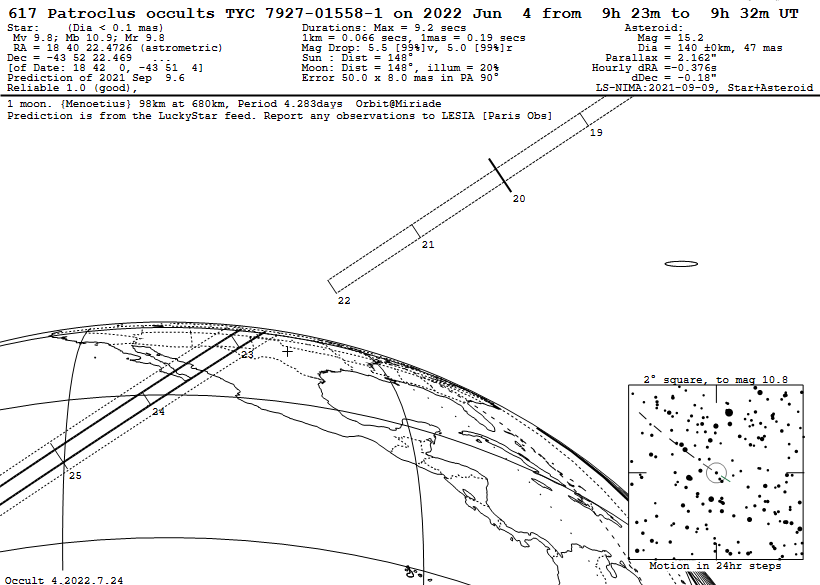 617 Patroclus occults TYC 7927-01558-1 on 2022 Jun  4 from  9h 23m to  9h 32m UT
Star:    (Dia < 0.1 mas)
Mv 9.8; Mb 10.9; Mr 9.8
RA = 18 40 22.4726 (astrometric)
Dec = -43 52 22.469   ...
[of Date: 18 42  0, -43 51  4]
Prediction of 2021 Sep  9.6
Reliable 1.0 (good),
Durations: Max = 9.2 secs
1km = 0.066 secs, 1mas = 0.19 secs
Mag Drop: 5.5 [99%]v, 5.0 [99%]r
Sun : Dist = 148°
Moon: Dist = 148°, illum = 20%
Error 50.0 x 8.0 mas in PA 90°
Asteroid:
Mag = 15.2
Dia = 140 ±0km, 47 mas
Parallax = 2.162"
Hourly dRA =-0.376s
dDec = -0.18"
LS-NIMA:2021-09-09, Star+Asteroid
1 moon. {Menoetius} 98km at 680km, Period 4.283days  Orbit@Miriade
Prediction is from the LuckyStar feed. Report any observations to LESIA [Paris Obs]
19
20
21
22
23
24
25
2° square, to mag 10.8
Motion in 24hr steps
Occult 4.2022.7.24